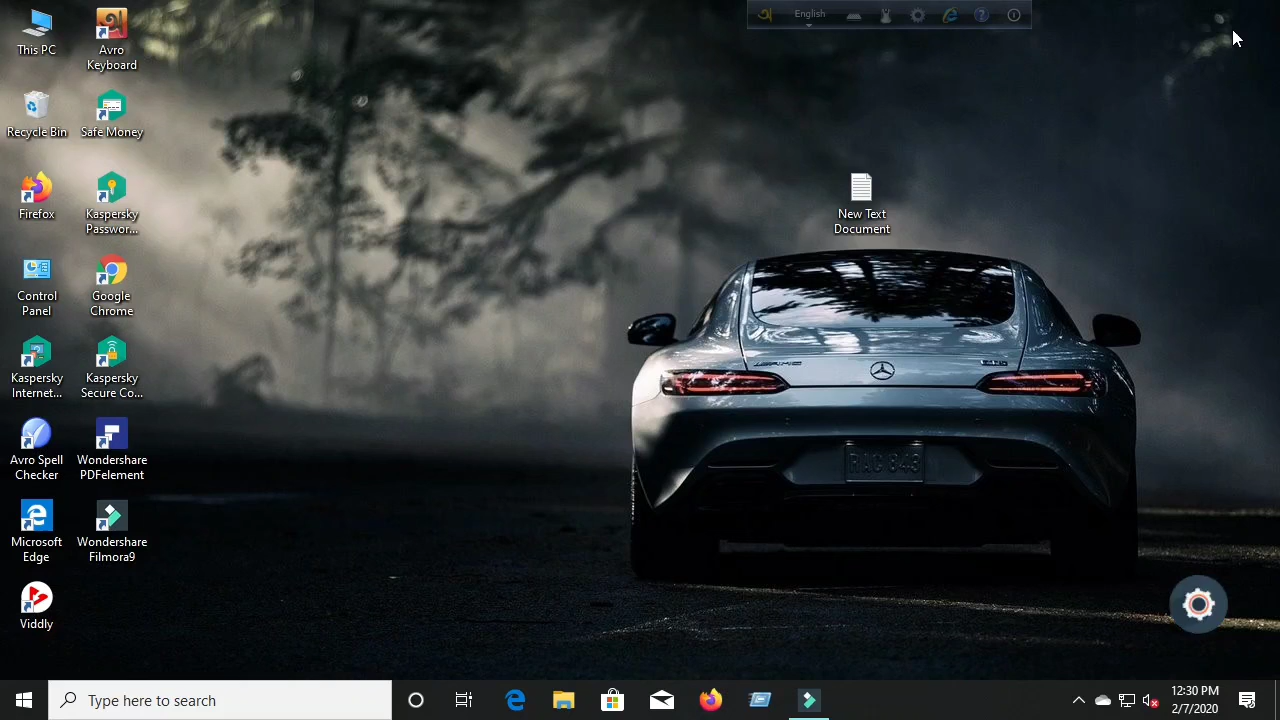 English
This PC
Avro
Keyboard
Recycle Bin
Safe Money
Firefox
Kaspersky
Passwor...
New Text
Document
Control
Panel
Google
Chrome
Kaspersky
Internet...
Kaspersky
Secure Co...
AMG
Avro Spell
Checker
Wondershare
PDFelement
Microsoft
Edge
Wondershare
Filmora9
Viddly
Type here to search
12:30 PM
2/7/2020